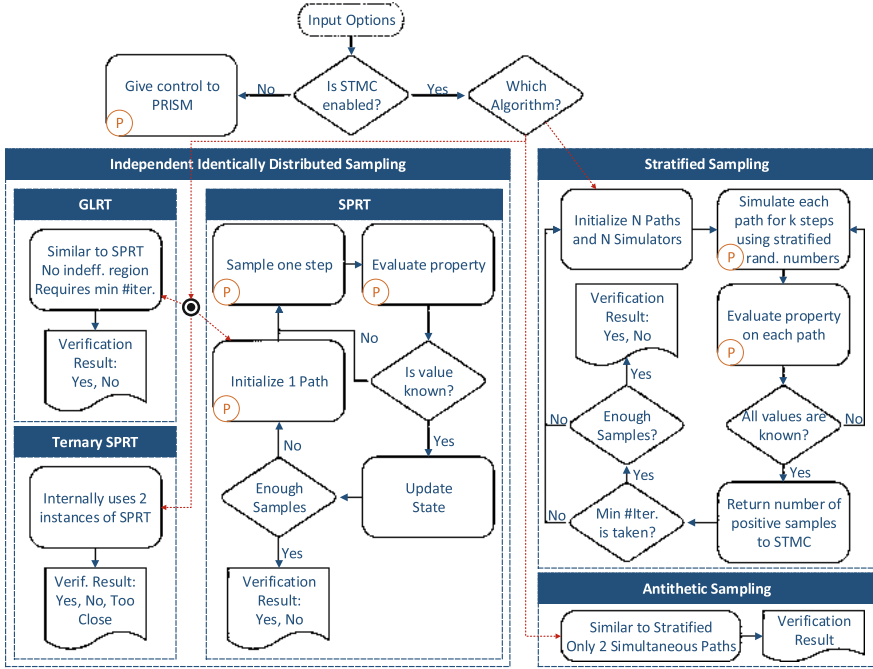 Input Options
Is STMC
enabled?
No
Yes
Give control to
PRISM
P
Which
Algorithm?
Independent Identically Distributed Sampling
GLRT
Similar to SPRT
No indeff. region
Requires min #iter.
Verification
Result:
Yes, No
Ternary SPRT
Internally uses 2
instances of SPRT
Verif. Result:
Yes, No, Too
Close
SPRT
Sample one step
P
Evaluate property
P
No
Initialize 1 Path
P
Is value
known?
No
Yes
Enough
Samples
Update
State
Yes
Verification
Result:
Yes, No
Stratified Sampling
Initialize N Paths
and N Simulators
Simulate each
path for k steps
using stratified
rand. numbers
P
Verification
Result:
Yes, No
Evaluate property
on each path
P
Yes
No
Enough
Samples?
All values are
known?
No
Yes
Yes
No
Min #Iter.
is taken?
Return number of
positive samples
to STMC
Antithetic Sampling
Similar to Stratified
Only 2 Simultaneous Paths
Verification
Result